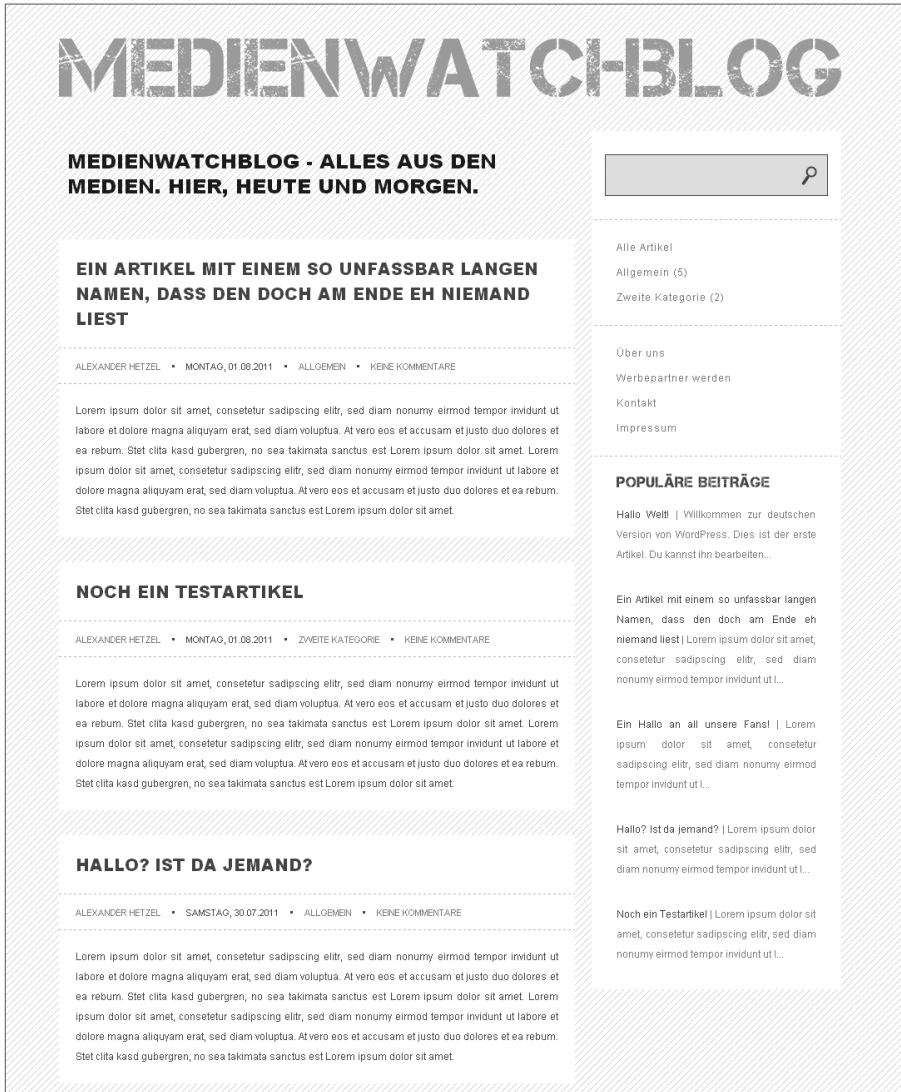 MEDIENWATCHBLOG
MEDIENWATCHBLOG - ALLES AUS DEN
MEDIEN. HIER, HEUTE UND MORGEN.
EIN ARTIKEL MIT EINEM SO UNFASSBAR LANGEN
NAMEN, DASS DEN DOCH AM ENDE EH NIEMAND
LIEST
ALEXANDER HETZEL ▪ MONTAG, 01.08.2011 ▪ ALLGEMEIN ▪ KEINE KOMMENTARE
Lorem ipsum dolor sit amet, consetetur sadipscing elitr, sed diam nonumy eirmod tempor invidunt ut
labore et dolore magna aliquyam erat, sed diam voluptua. At vero eos et accusam et justo duo dolores et
ea rebum. Stet clita kasd gubergren, no sea takimata sanctus est Lorem ipsum dolor sit amet. Lorem
ipsum dolor sit amet, consetetur sadipscing elitr, sed diam nonumy eirmod tempor invidunt ut labore et
dolore magna aliquyam erat, sed diam voluptua. At vero eos et accusam et justo duo dolores et ea rebum.
Stet clita kasd gubergren, no sea takimata sanctus est Lorem ipsum dolor sit amet.
NOCH EIN TESTARTIKEL
ALEXANDER HETZEL ▪ MONTAG, 01.08.2011 ▪ ZWEITE KATEGORIE ▪ KEINE KOMMENTARE
Lorem ipsum dolor sit amet, consetetur sadipscing elitr, sed diam nonumy eirmod tempor invidunt ut
labore et dolore magna aliquyam erat, sed diam voluptua. At vero eos et accusam et justo duo dolores et
ea rebum. Stet clita kasd gubergren, no sea takimata sanctus est Lorem ipsum dolor sit amet. Lorem
ipsum dolor sit amet, consetetur sadipscing elitr, sed diam nonumy eirmod tempor invidunt ut labore et
dolore magna aliquyam erat, sed diam voluptua. At vero eos et accusam et justo duo dolores et ea rebum.
Stet clita kasd gubergren, no sea takimata sanctus est Lorem ipsum dolor sit amet.
HALLO? IST DA JEMAND?
ALEXANDER HETZEL ▪ SAMSTAG, 30.07.2011 ▪ ALLGEMEIN ▪ KEINE KOMMENTARE
Lorem ipsum dolor sit amet, consetetur sadipscing elitr, sed diam nonumy eirmod tempor invidunt ut
labore et dolore magna aliquyam erat, sed diam voluptua. At vero eos et accusam et justo duo dolores et
ea rebum. Stet clita kasd gubergren, no sea takimata sanctus est Lorem ipsum dolor sit amet. Lorem
ipsum dolor sit amet, consetetur sadipscing elitr, sed diam nonumy eirmod tempor invidunt ut labore et
dolore magna aliquyam erat, sed diam voluptua. At vero eos et accusam et justo duo dolores et ea rebum.
Stet clita kasd gubergren, no sea takimata sanctus est Lorem ipsum dolor sit amet.
Alle Artikel
Allgemein (5)
Zweite Kategorie (2)
Über uns
Werbepartner werden
Kontakt
Impressum
POPULÄRE BEITRÄGE
Hallo Welt! | Willkommen zur deutschen
Version von WordPress. Dies ist der erste
Artikel. Du kannst ihn bearbeiten...
Ein Artikel mit einem so unfassbar langen
Namen, dass den doch am Ende eh
niemand liest | Lorem ipsum dolor sit amet,
consetetur sadipscing elitr, sed diam
nonumy eirmod tempor invidunt ut l...
Ein Hallo an all unsere Fans! | Lorem
ipsum dolor sit amet, consetetur
sadipscing elitr, sed diam nonumy eirmod
tempor invidunt ut l...
Hallo? Ist da jemand? | Lorem ipsum dolor
sit amet, consetetur sadipscing elitr, sed
diam nonumy eirmod tempor invidunt ut l...
Noch ein Testartikel | Lorem ipsum dolor sit
amet, consetetur sadipscing elitr, sed diam
nonumy eirmod tempor invidunt ut l...